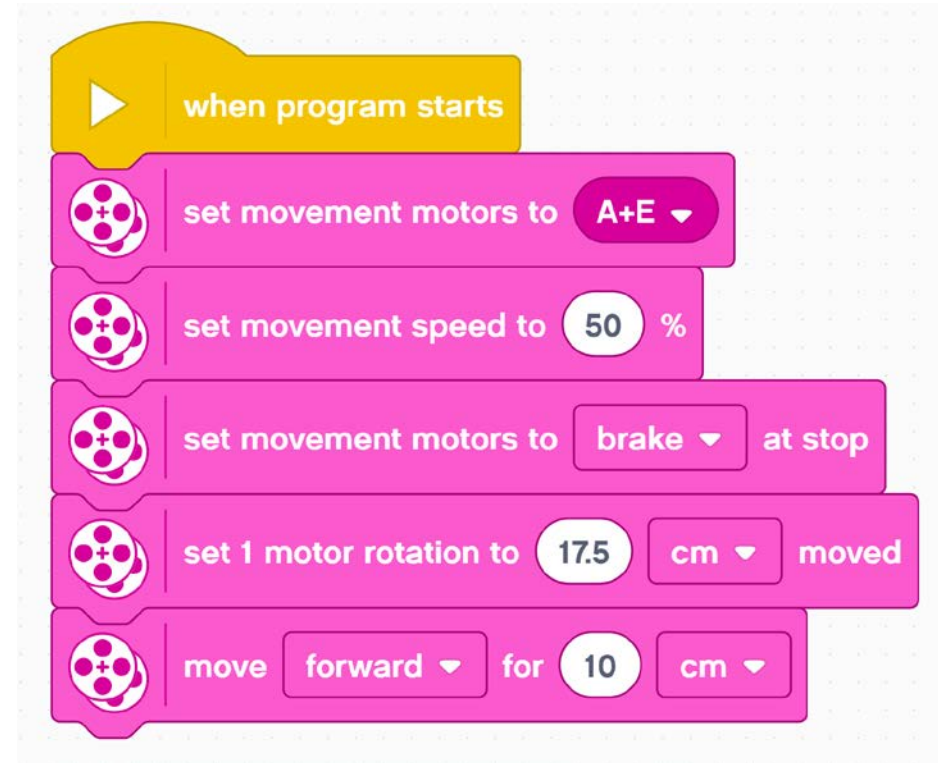 when program starts
set movement motors to A+E
set movement speed to 50 %
set movement motors to brake at stop
set 1 motor rotation to 17.5 cm moved
move forward for 10 cm